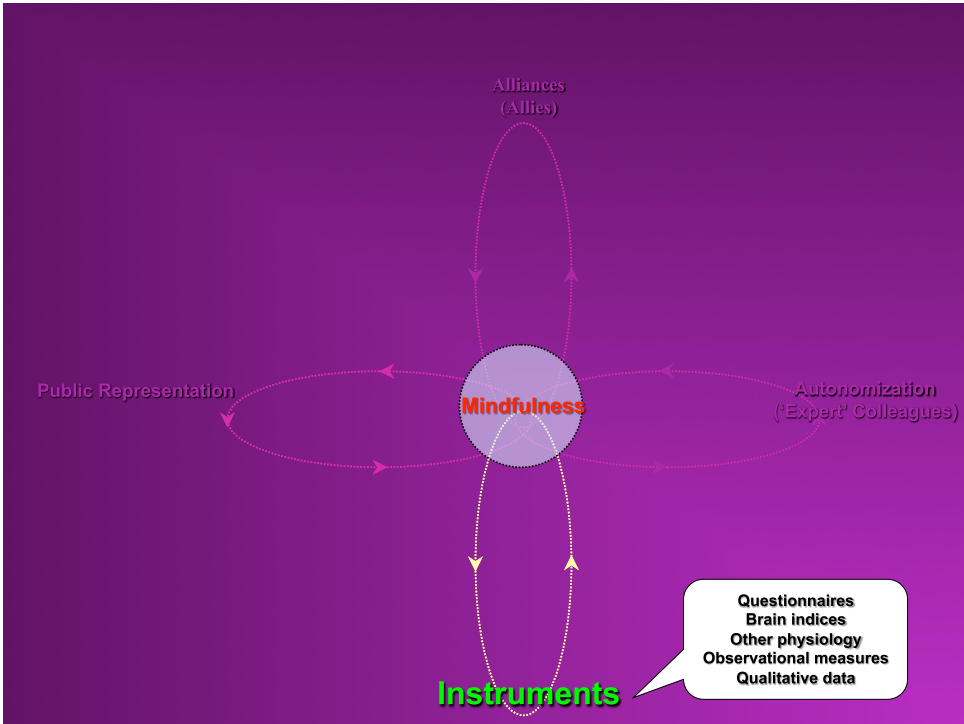 Alliances
(Allies)
Public Representation
Mindfulness
Autonomization
('Expert' Colleagues)
Questionnaires
Brain indices
Other physiology
Observational measures
Qualitative data
Instruments